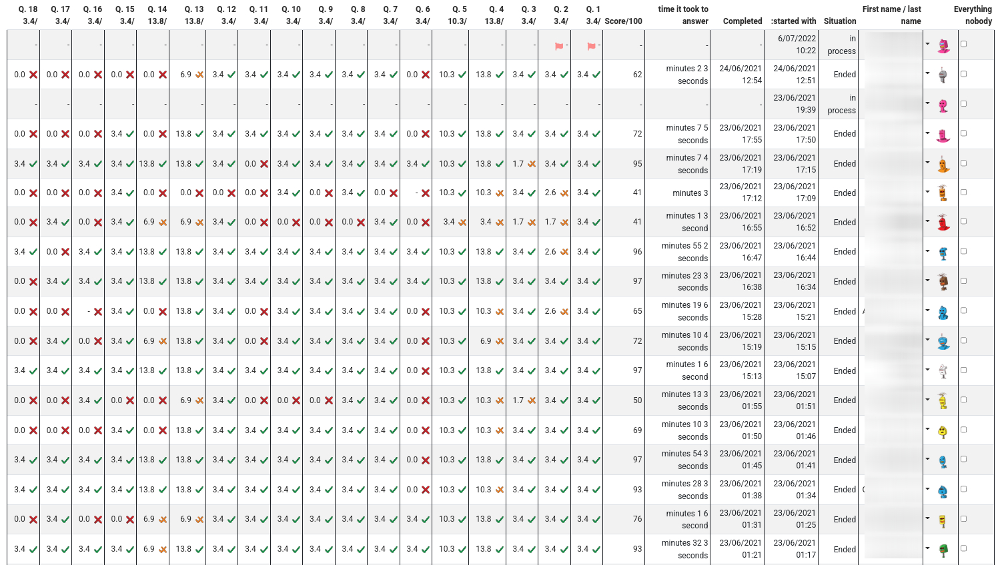 Q. 18 3.4/ Q. 17 3.4/ Q. 16 3.4/ Q. 15 3.4/ Q. 14 13.8/ Q. 13 13.8/ Q. 12 3.4/ Q. 11 3.4/ Q. 10 3.4/ Q. 9 3.4/ Q. 8 3.4/ Q. 7 3.4/ Q. 6 3.4/ Q. 5 10.3/ Q. 4 13.8/ Q. 3 3.4/ Q. 2 3.4/ Q. 1 3.4/ Score/100 time it took to answer Completed :started with Situation First name / last name Everything nobody
- - - - - - - - - - - - - - - - - - - - - 6/07/2022 10:22 in process
0.0 0.0 0.0 0.0 0.0 6.9 3.4 3.4 3.4 3.4 3.4 3.4 0.0 10.3 13.8 3.4 3.4 3.4 62 minutes 2 3 seconds 24/06/2021 12:54 24/06/2021 12:51 Ended
- - - - - - - - - - - - - - - - - - - - - 23/06/2021 19:39 in process
0.0 0.0 0.0 3.4 0.0 13.8 3.4 3.4 3.4 3.4 3.4 3.4 0.0 10.3 13.8 3.4 3.4 3.4 72 minutes 7 5 seconds 23/06/2021 17:55 23/06/2021 17:50 Ended
3.4 3.4 3.4 3.4 13.8 13.8 3.4 0.0 3.4 3.4 3.4 3.4 3.4 10.3 13.8 1.7 3.4 3.4 95 minutes 7 4 seconds 23/06/2021 17:19 23/06/2021 17:15 Ended
0.0 0.0 0.0 3.4 0.0 0.0 0.0 0.0 3.4 0.0 3.4 0.0 - 10.3 10.3 3.4 2.6 3.4 41 minutes 3 23/06/2021 17:12 23/06/2021 17:09 Ended
0.0 3.4 0.0 3.4 6.9 6.9 3.4 0.0 0.0 0.0 0.0 3.4 0.0 3.4 3.4 1.7 1.7 3.4 41 minutes 1 3 second 23/06/2021 16:55 23/06/2021 16:52 Ended
3.4 0.0 3.4 3.4 13.8 13.8 3.4 3.4 3.4 3.4 3.4 3.4 3.4 10.3 13.8 3.4 2.6 3.4 96 minutes 55 2 seconds 23/06/2021 16:47 23/06/2021 16:44 Ended
0.0 3.4 3.4 3.4 13.8 13.8 3.4 3.4 3.4 3.4 3.4 3.4 3.4 10.3 13.8 3.4 3.4 3.4 97 minutes 23 3 seconds 23/06/2021 16:38 23/06/2021 16:34 Ended
0.0 0.0 - 3.4 0.0 13.8 3.4 0.0 3.4 3.4 3.4 3.4 0.0 10.3 10.3 3.4 2.6 3.4 65 minutes 19 6 seconds 23/06/2021 15:28 23/06/2021 15:21 Ended
0.0 3.4 0.0 3.4 6.9 13.8 3.4 0.0 3.4 3.4 3.4 3.4 0.0 10.3 6.9 3.4 3.4 3.4 72 minutes 10 4 seconds 23/06/2021 15:19 23/06/2021 15:15 Ended
3.4 3.4 3.4 3.4 13.8 13.8 3.4 3.4 3.4 3.4 3.4 3.4 0.0 10.3 13.8 3.4 3.4 3.4 97 minutes 1 6 second 23/06/2021 15:13 23/06/2021 15:07 Ended
0.0 0.0 3.4 0.0 0.0 6.9 3.4 0.0 0.0 0.0 3.4 3.4 0.0 10.3 10.3 1.7 3.4 3.4 50 minutes 13 3 seconds 23/06/2021 01:55 23/06/2021 01:51 Ended
0.0 0.0 0.0 3.4 0.0 13.8 3.4 3.4 3.4 3.4 3.4 3.4 0.0 10.3 10.3 3.4 3.4 3.4 69 minutes 10 3 seconds 23/06/2021 01:50 23/06/2021 01:46 Ended
3.4 3.4 3.4 3.4 13.8 13.8 3.4 3.4 3.4 3.4 3.4 3.4 0.0 10.3 13.8 3.4 3.4 3.4 97 minutes 54 3 seconds 23/06/2021 01:45 23/06/2021 01:41 Ended
3.4 3.4 3.4 3.4 13.8 13.8 3.4 3.4 3.4 3.4 3.4 3.4 0.0 10.3 10.3 3.4 3.4 3.4 93 minutes 28 3 seconds 23/06/2021 01:38 23/06/2021 01:34 Ended
0.0 3.4 0.0 0.0 6.9 6.9 3.4 3.4 3.4 3.4 3.4 3.4 3.4 10.3 13.8 3.4 3.4 3.4 76 minutes 1 6 second 23/06/2021 01:31 23/06/2021 01:25 Ended
3.4 3.4 3.4 3.4 6.9 13.8 3.4 3.4 3.4 3.4 3.4 3.4 3.4 10.3 13.8 3.4 3.4 3.4 93 minutes 32 3 seconds 23/06/2021 01:21 23/06/2021 01:17 Ended